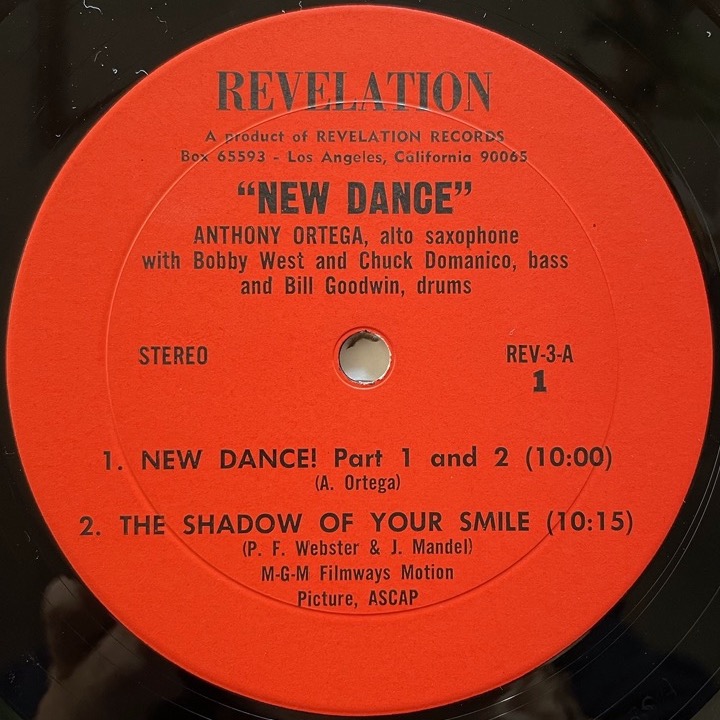 REVELATION
A product of REVELATION RECORDS
Box 65593 - Los Angeles, California 90065
"NEW DANCE"
ANTHONY ORTEGA, alto saxophone
with Bobby West and Chuck Domanico, bass
and Bill Goodwin, drums
STEREO
REV-3-A
1
1. NEW DANCE! Part 1 and 2 (10:00)
(A. Ortega)
2. THE SHADOW OF YOUR SMILE (10:15)
(P. F. Webster & J. Mandel)
M-G-M Filmways Motion
Picture, ASCAP